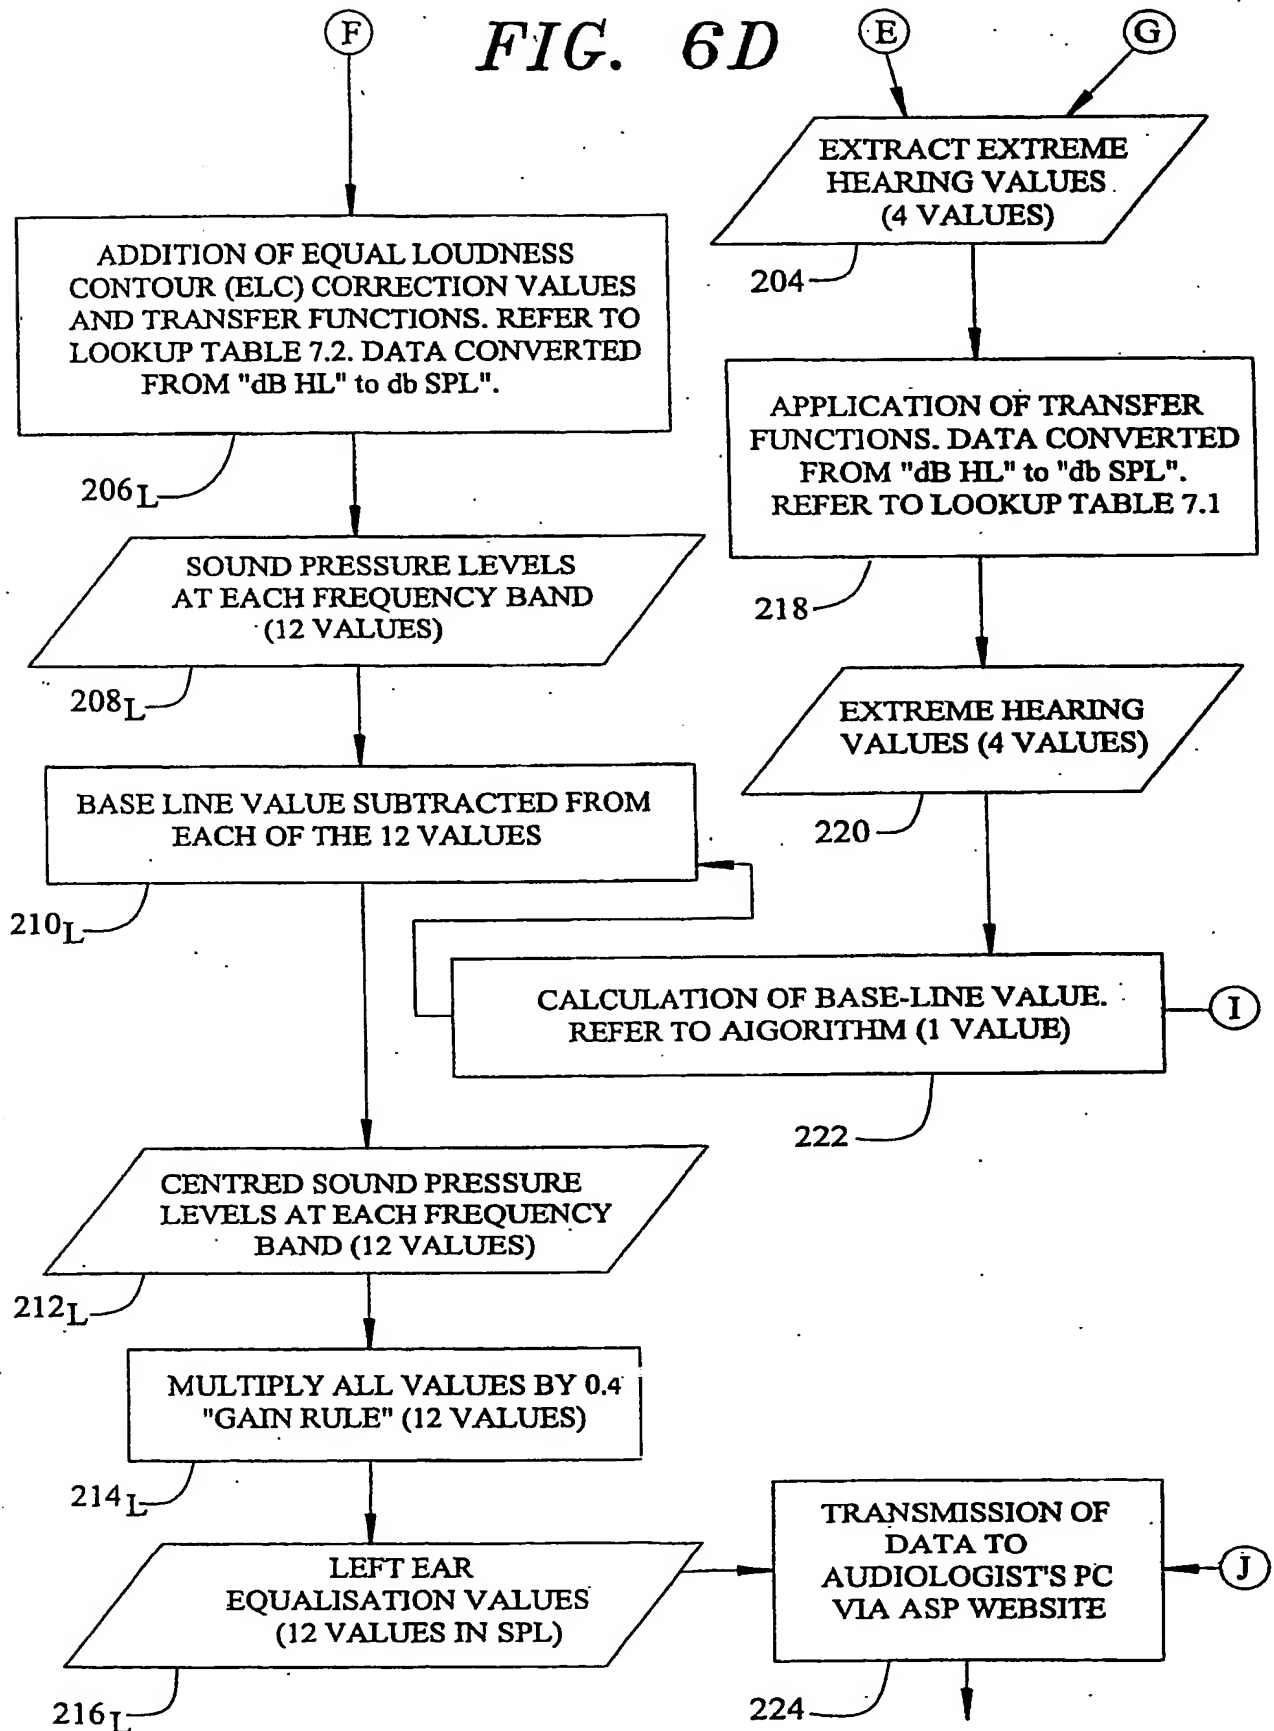 F
FIG. 6D
E
G
EXTRACT EXTREME
HEARING VALUES
(4 VALUES)
204
ADDITION OF EQUAL LOUDNESS
CONTOUR (ELC) CORRECTION VALUES
AND TRANSFER FUNCTIONS. REFER TO
LOOKUP TABLE 7.2. DATA CONVERTED
FROM "dB HL" to db SPL".
206L
APPLICATION OF TRANSFER
FUNCTIONS. DATA CONVERTED
FROM "dB HL" to "db SPL".
REFER TO LOOKUP TABLE 7.1
218
SOUND PRESSURE LEVELS
AT EACH FREQUENCY BAND
(12 VALUES)
208L
EXTREME HEARING
VALUES (4 VALUES)
220
BASE LINE VALUE SUBTRACTED FROM
EACH OF THE 12 VALUES
210L
CALCULATION OF BASE-LINE VALUE.
REFER TO AIGORITHM (1 VALUE)
I
222
CENTRED SOUND PRESSURE
LEVELS AT EACH FREQUENCY
BAND (12 VALUES)
212L
MULTIPLY ALL VALUES BY 0.4
"GAIN RULE" (12 VALUES)
214L
LEFT EAR
EQUALISATION VALUES
(12 VALUES IN SPL)
216L
TRANSMISSION OF
DATA TO
AUDIOLOGIST'S PC
VIA ASP WEBSITE
J
224